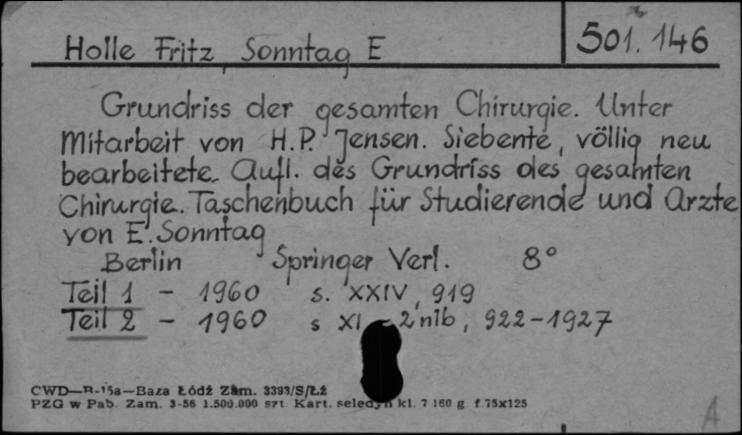 Holle Fritz, Sonntag E 501.146
Grundriss der gesamten Chirurgie. Unter
Mitarbeit von H.P. Jensen. Siebente, völlig neu
bearbeitete. Aufl. des Grundriss des gesamten
Chirurgie. Taschenbuch für Studierende und Arzte
von E. Sonntag
Berlin Springer Verl. 8°
Teil 1 - 1960 s. XXIV, 919
Teil 2 - 1960 s XI - 2 nlb, 922-1927
CWD—B-15a—Baza Łódź Zam. 3393/S/Łź
PZG w Pab. Zam. 3-56 1.500.000 szt. Kart. seledyn kl. 7 160 g f. 75x125
A